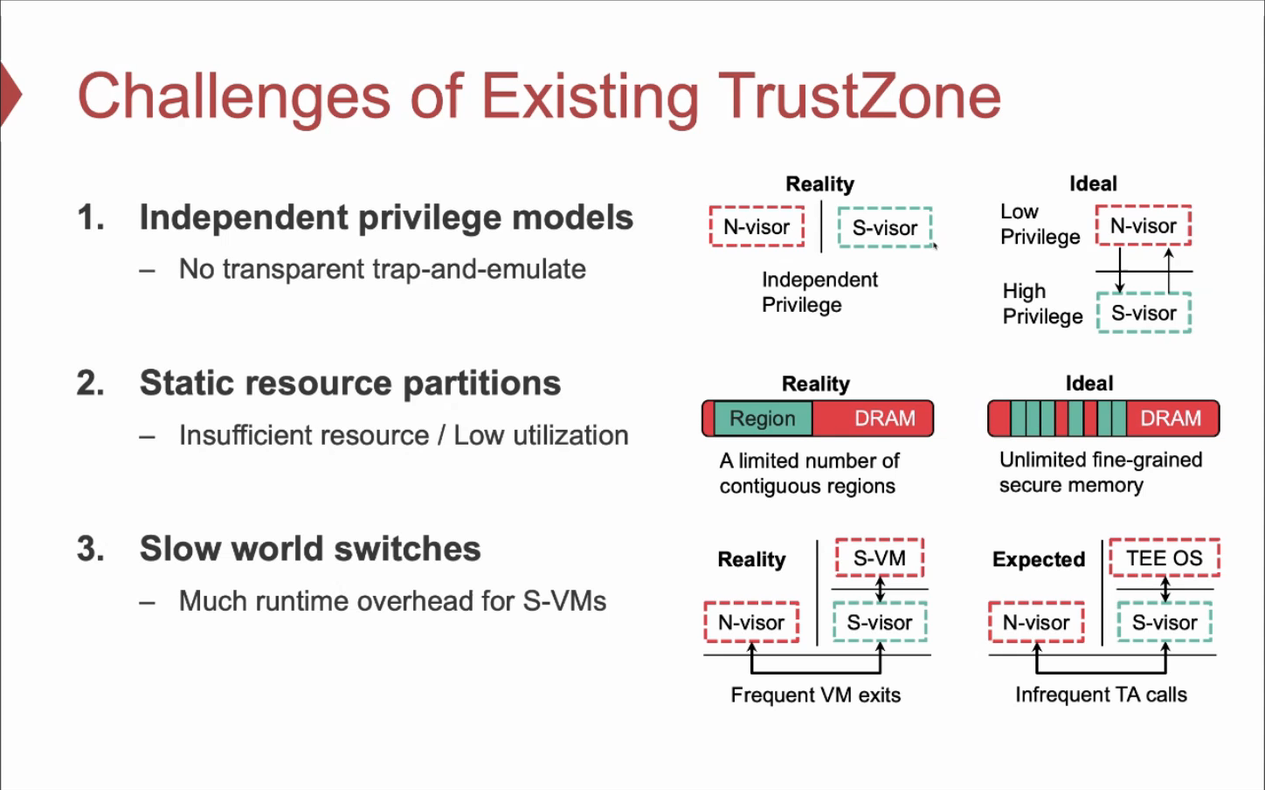 Challenges of Existing TrustZone
1. Independent privilege models
– No transparent trap-and-emulate
Reality
N-visor
S-visor
Independent
Privilege
Ideal
Low
Privilege
N-visor
High
Privilege
S-visor
2. Static resource partitions
– Insufficient resource / Low utilization
Reality
Region
DRAM
A limited number of
contiguous regions
Ideal
DRAM
Unlimited fine-grained
secure memory
3. Slow world switches
– Much runtime overhead for S-VMs
Reality
S-VM
N-visor
S-visor
Frequent VM exits
Expected
TEE OS
N-visor
S-visor
Infrequent TA calls